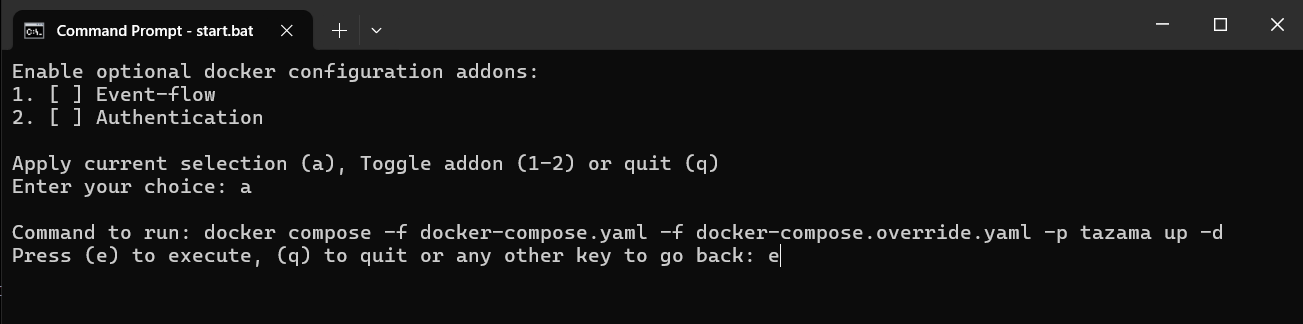 Command Prompt - start.bat
Enable optional docker configuration addons:
1. [ ] Event-flow
2. [ ] Authentication
Apply current selection (a), Toggle addon (1-2) or quit (q)
Enter your choice: a
Command to run: docker compose -f docker-compose.yaml -f docker-compose.override.yaml -p tazama up -d
Press (e) to execute, (q) to quit or any other key to go back: e